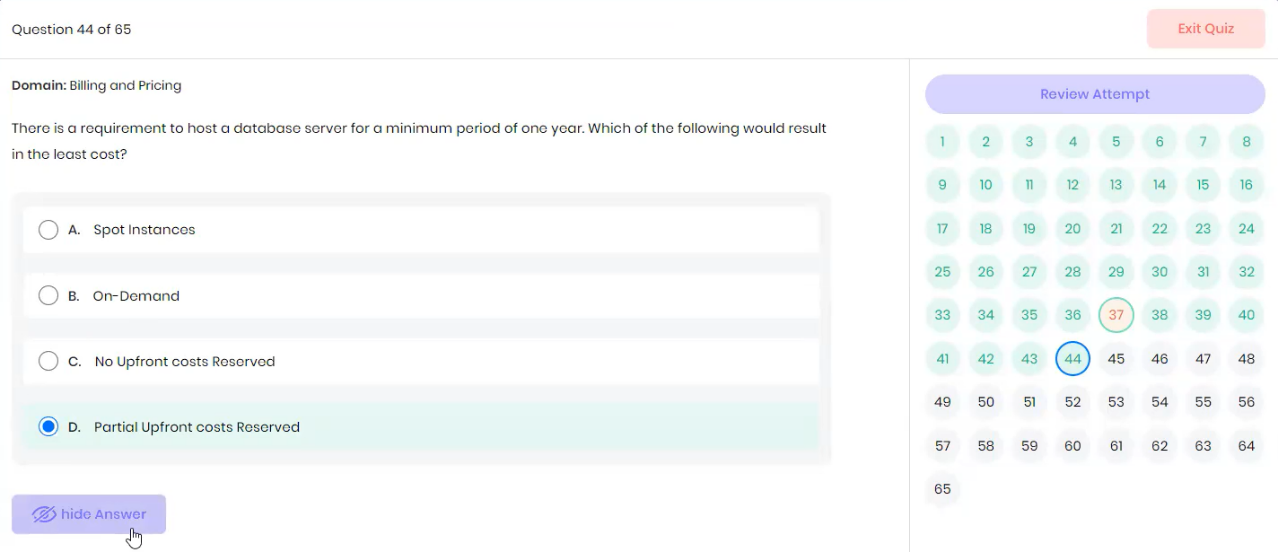 Question 44 of 65
Exit Quiz
Domain: Billing and Pricing
There is a requirement to host a database server for a minimum period of one year. Which of the following would result
in the least cost?
A. Spot Instances
B. On-Demand
C. No Upfront costs Reserved
D. Partial Upfront costs Reserved
hide Answer
Review Attempt
1 2 3 4 5 6 7 8
9 10 11 12 13 14 15 16
17 18 19 20 21 22 23 24
25 26 27 28 29 30 31 32
33 34 35 36 37 38 39 40
41 42 43 44 45 46 47 48
49 50 51 52 53 54 55 56
57 58 59 60 61 62 63 64
65